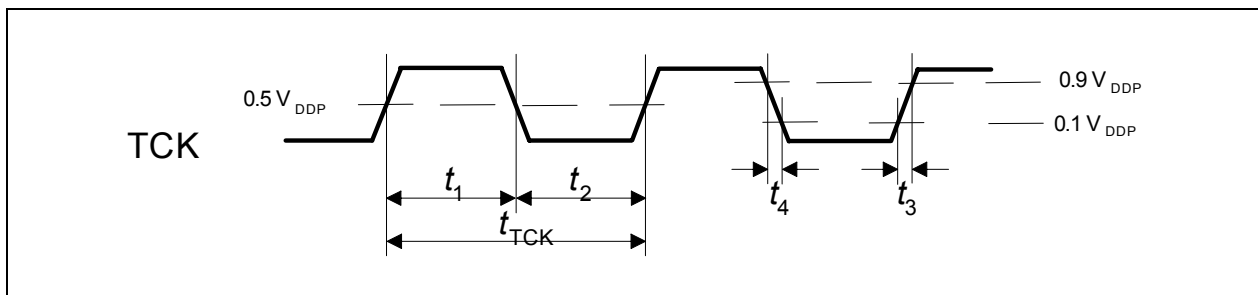 0.5 V DDP
0.9 V DDP
0.1 V DDP
TCK
t1
t2
t4
t3
tTCK